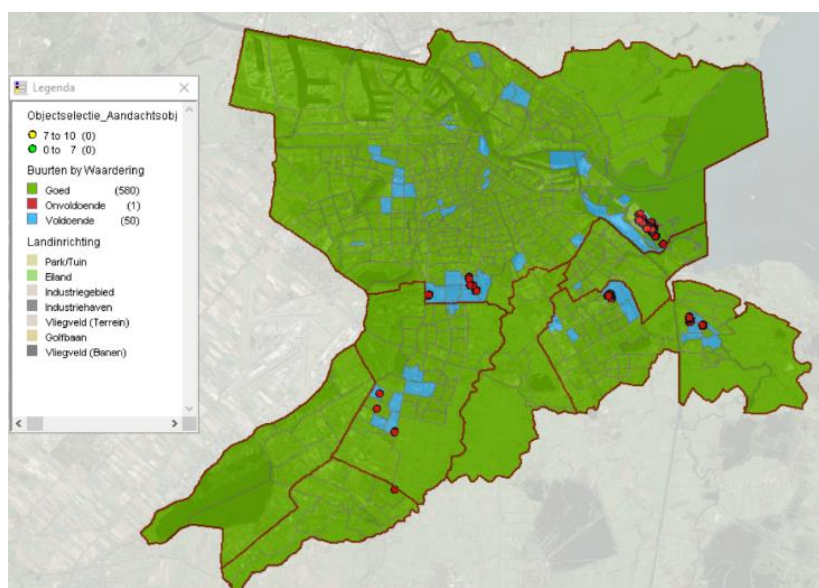 Legenda
Objectselectie_Aandachtsobj
7 to 10 (0)
0 to 7 (0)
Buurten by Waardering
Goed (580)
Onvoldoende (1)
Voldoende (50)
Landinrichting
Park/Tuin
Eiland
Industriegebied
Industriehaven
Vliegveld (Terrein)
Golfbaan
Vliegveld (Banen)